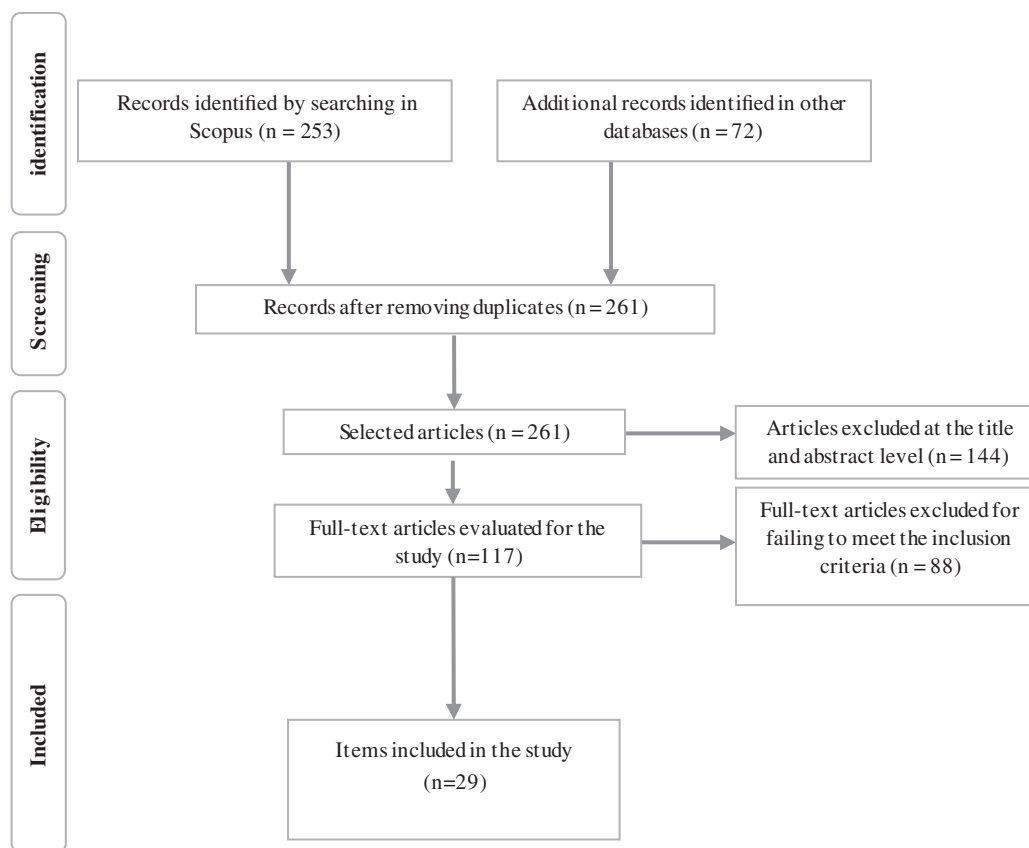 identification
Records identified by searching in
Scopus (n = 253)
Additional records identified in other
databases (n = 72)
Screening
Records after removing duplicates (n = 261)
Eligibility
Selected articles (n = 261)
Articles excluded at the title
and abstract level (n = 144)
Full-text articles evaluated for the
study (n=117)
Full-text articles excluded for
failing to meet the inclusion
criteria (n = 88)
Included
Items included in the study
(n=29)